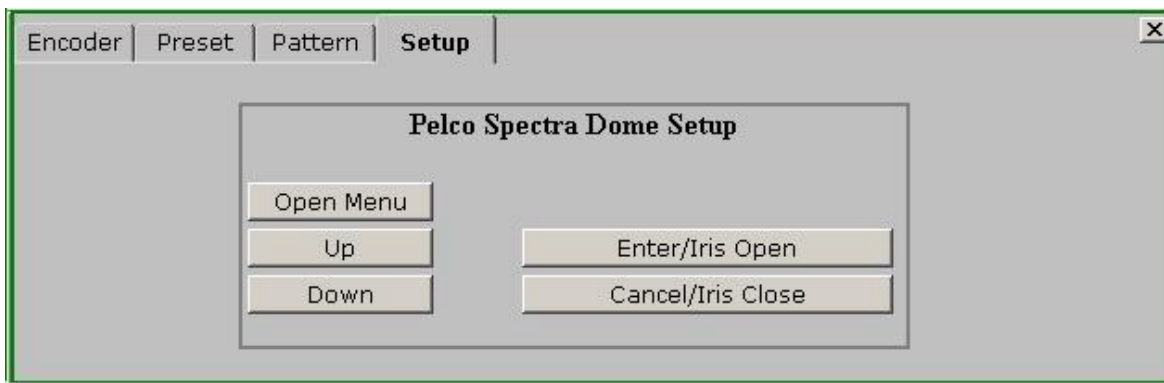 Encoder Preset Pattern Setup
Pelco Spectra Dome Setup
Open Menu
Up Enter/Iris Open
Down Cancel/Iris Close